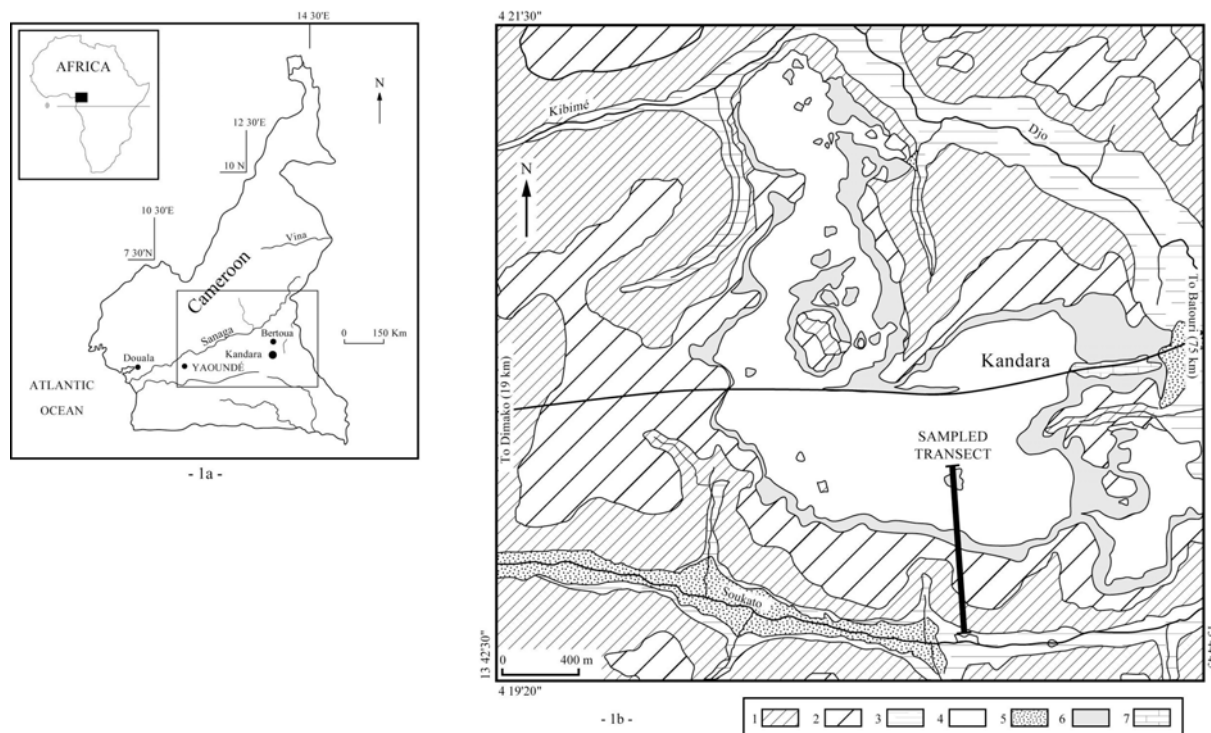 14 30'E
AFRICA
0
N
12 30'E
10 N
10 30'E
7 30'N
Vina
Cameroon
Sanaga
Bertoua
Kandara
Douala
YAOUNDÉ
0 150 Km
ATLANTIC
OCEAN
- 1a -
4 21'30"
Kibimé
Djo
N
To Batouri (75 km)
Kandara
To Dimako (19 km)
SAMPLED
TRANSECT
Soukato
13 42'30"
0 400 m
4 19'20"
- 1b -
1 2 3 4 5 6 7